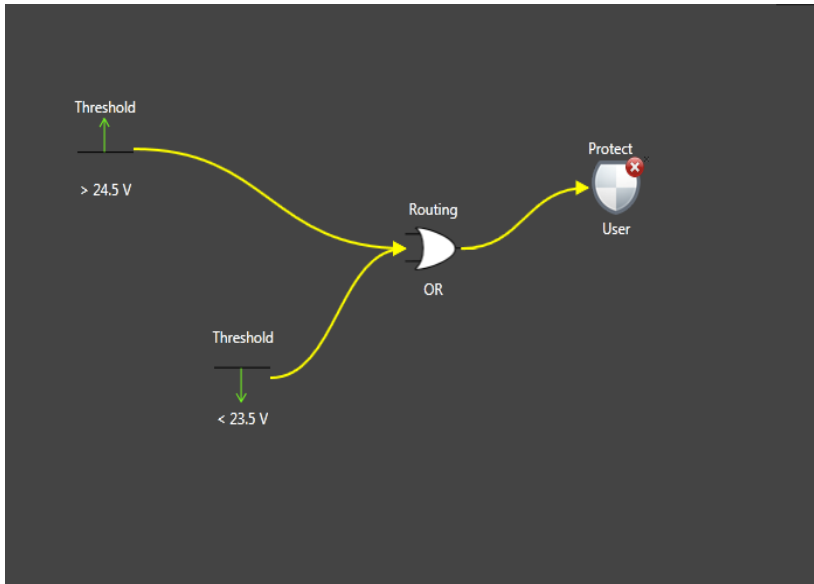 Threshold
> 24.5 V
Protect
User
Routing
OR
Threshold
< 23.5 V